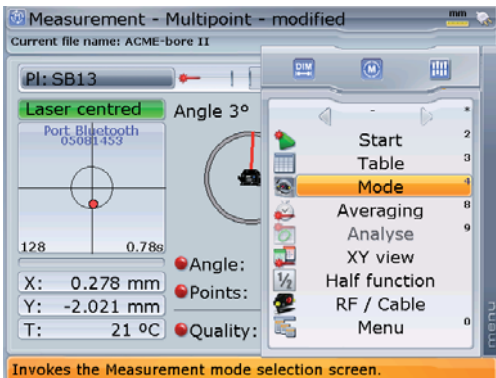 Measurement - Multipoint - modified
mm
Current file name: ACME-bore II
Pl: SB13
DIM
M
Laser centred
Angle 3º
Port Bluetooth
05081453
128
0.78s
X: 0.278 mm
Y: -2.021 mm
T: 21 ºC
Angle:
Points:
Quality:
- *
Start 2
Table 3
Mode 4
Averaging 8
Analyse 9
XY view
½ Half function
RF / Cable
Menu 0
menu
Invokes the Measurement mode selection screen.